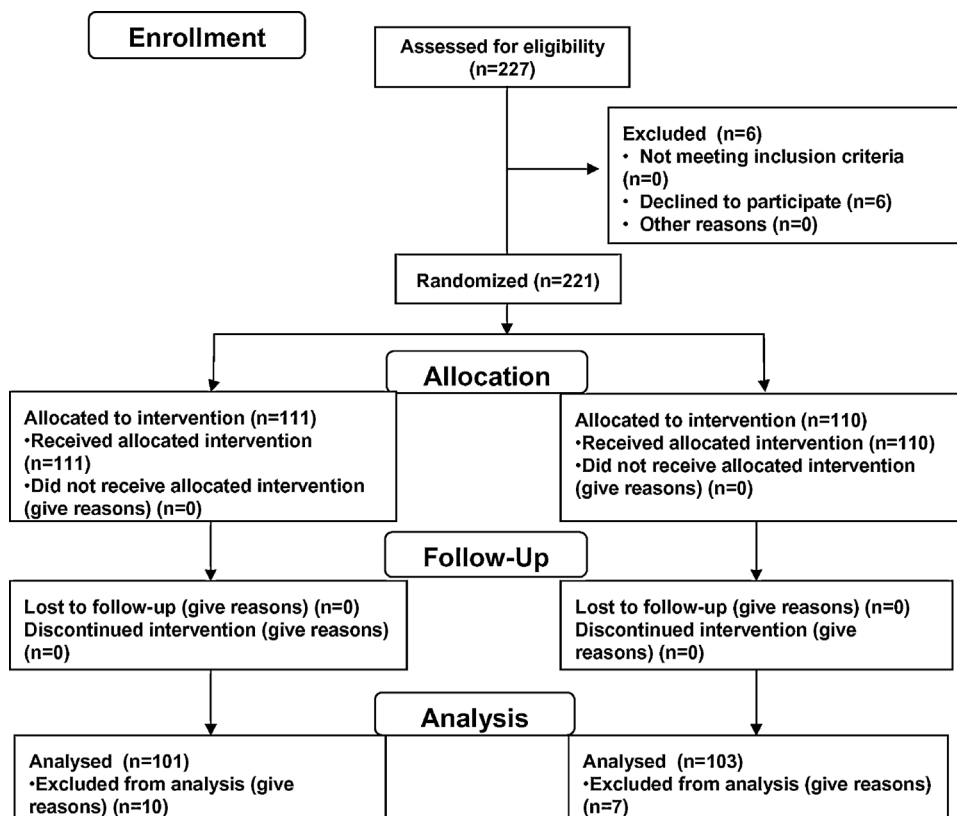 Enrollment
Assessed for eligibility
(n=227)
Excluded (n=6)
• Not meeting inclusion criteria
(n=0)
• Declined to participate (n=6)
• Other reasons (n=0)
Randomized (n=221)
Allocation
Allocated to intervention (n=111)
•Received allocated intervention
(n=111)
•Did not receive allocated intervention
(give reasons) (n=0)
Allocated to intervention (n=110)
•Received allocated intervention (n=110)
•Did not receive allocated intervention
(give reasons) (n=0)
Follow-Up
Lost to follow-up (give reasons) (n=0)
Discontinued intervention (give reasons)
(n=0)
Lost to follow-up (give reasons) (n=0)
Discontinued intervention (give
reasons) (n=0)
Analysis
Analysed (n=101)
•Excluded from analysis (give
reasons) (n=10)
Analysed (n=103)
•Excluded from analysis (give reasons)
(n=7)